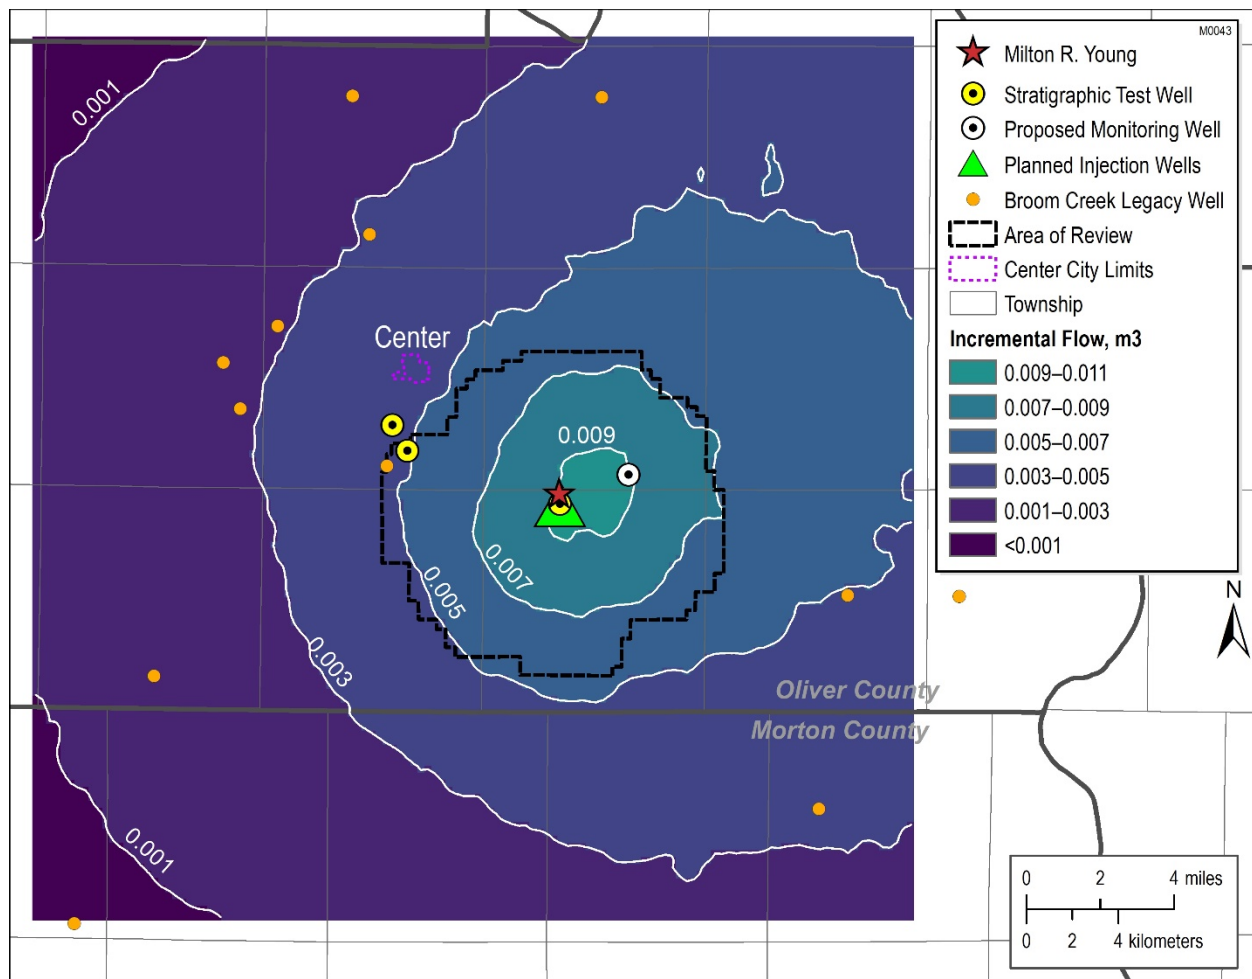 M0043
Milton R. Young
Stratigraphic Test Well
Proposed Monitoring Well
Planned Injection Wells
Broom Creek Legacy Well
Area of Review
Center City Limits
Township
Incremental Flow, m3
0.009–0.011
0.007–0.009
0.005–0.007
0.003–0.005
0.001–0.003
<0.001
0.001
Center
0.009
0.007
0.005
0.003
0.001
Oliver County
Morton County
N
0 2 4 miles
0 2 4 kilometers